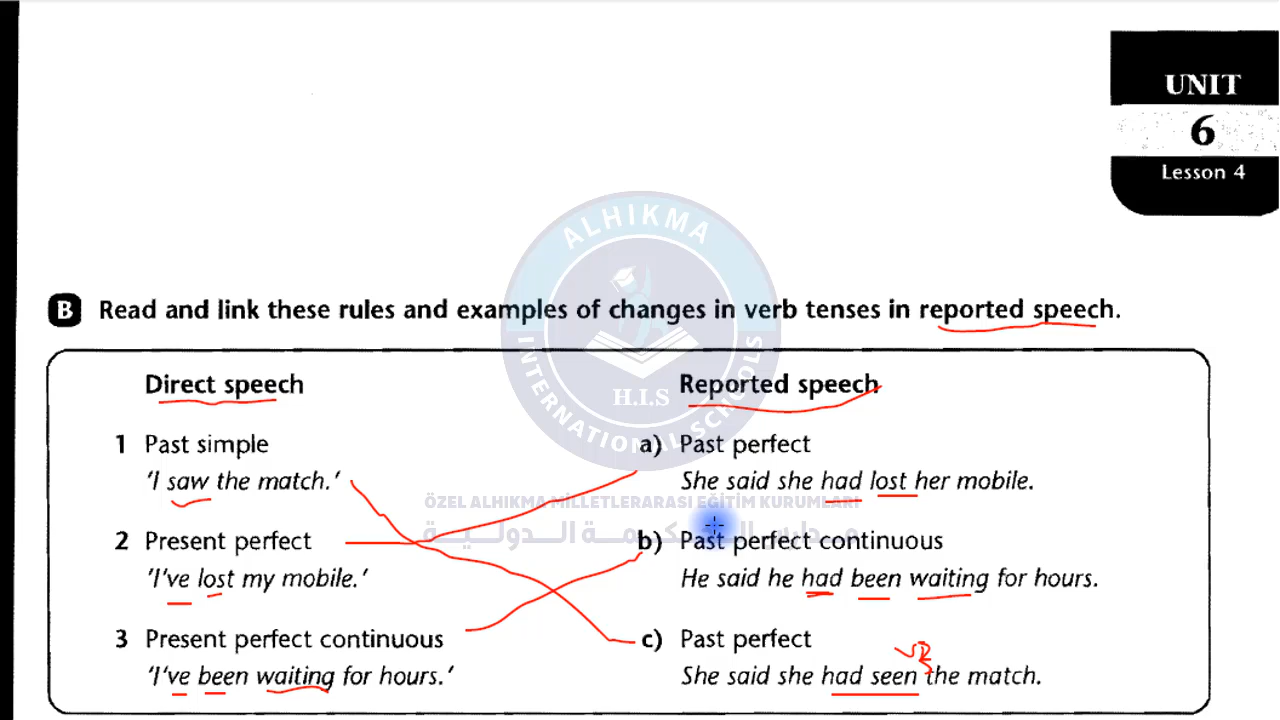 UNIT
6
Lesson 4
B Read and link these rules and examples of changes in verb tenses in reported speech.
Direct speech
Reported speech
1 Past simple
a) Past perfect
'I saw the match.'
She said she had lost her mobile.
2 Present perfect
b) Past perfect continuous
'I've lost my mobile.'
He said he had been waiting for hours.
3 Present perfect continuous
c) Past perfect
'I've been waiting for hours.'
She said she had seen the match.
ALHIKMA
INTERNATIONAL SCHOOLS
H.I.S
ÖZEL ALHIKMA MİLLETLERARASI EĞİTİM KURUMLARI